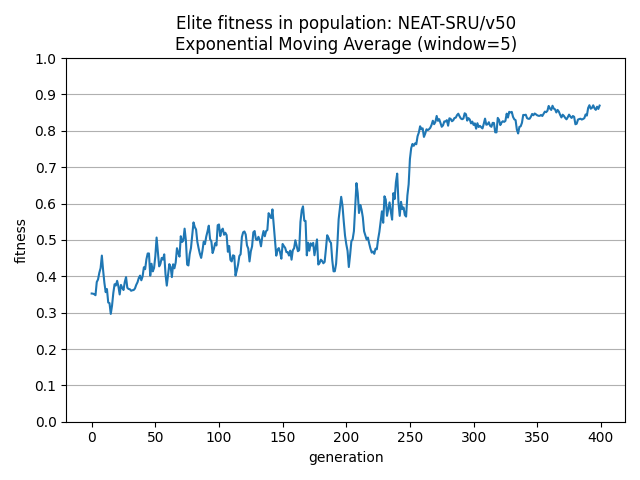 Elite fitness in population: NEAT-SRU/v50
Exponential Moving Average (window=5)
1.0
0.9
0.8
0.7
0.6
0.5
0.4
0.3
0.2
0.1
0.0
fitness
0 50 100 150 200 250 300 350 400
generation